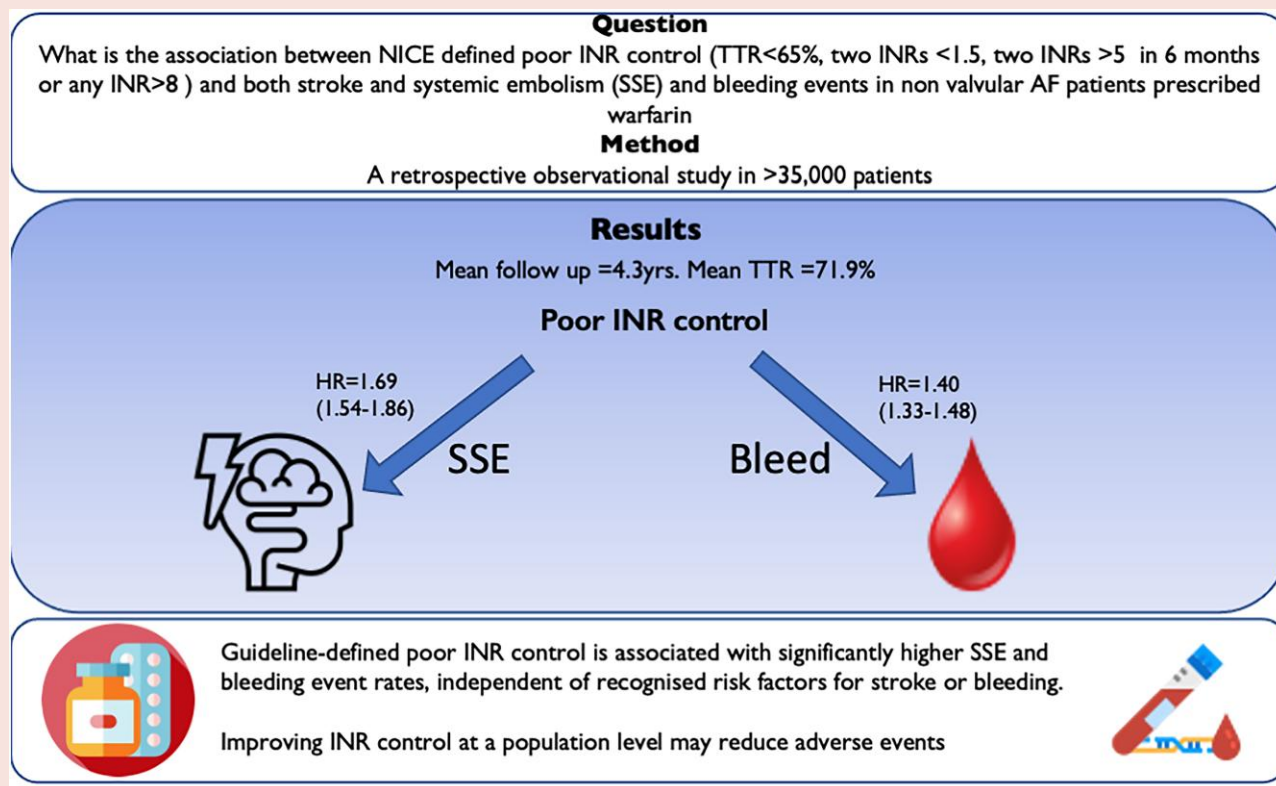 Question
What is the association between NICE defined poor INR control (TTR<65%, two INRs <1.5, two INRs >5 in 6 months
or any INR>8 ) and both stroke and systemic embolism (SSE) and bleeding events in non valvular AF patients prescribed
warfarin
Method
A retrospective observational study in >35,000 patients
Results
Mean follow up =4.3yrs. Mean TTR =71.9%
Poor INR control
HR=1.69
(1.54-1.86)
HR=1.40
(1.33-1.48)
SSE
Bleed
Guideline-defined poor INR control is associated with significantly higher SSE and
bleeding event rates, independent of recognised risk factors for stroke or bleeding.
Improving INR control at a population level may reduce adverse events